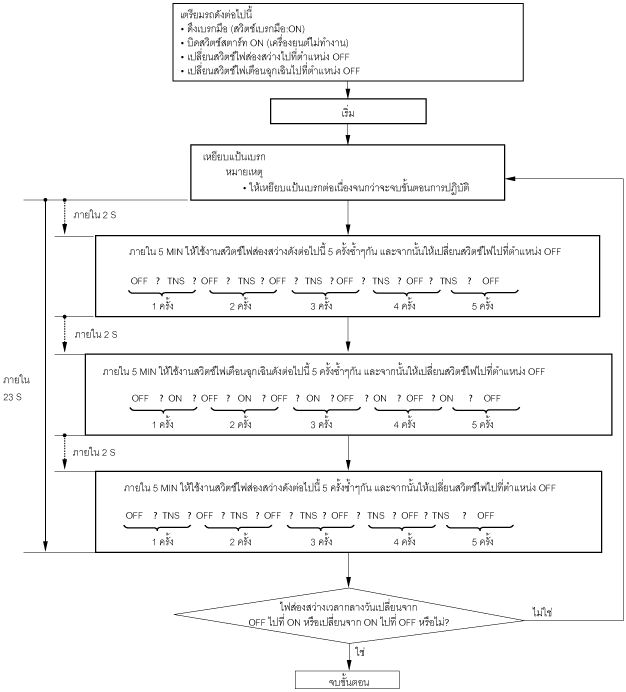 เตรียมรถดังต่อไปนี้
• ดึงเบรกมือ (สวิตช์เบรกมือ:ON)
• บิดสวิตช์สตาร์ท ON (เครื่องยนต์ไม่ทำงาน)
• เปลี่ยนสวิตช์ไฟส่องสว่างไปที่ตำแหน่ง OFF
• เปลี่ยนสวิตช์ไฟเตือนฉุกเฉินไปที่ตำแหน่ง OFF
เริ่ม
เหยียบแป้นเบรก
หมายเหตุ
• ให้เหยียบแป้นเบรกต่อเนื่องจนกว่าจะจบขั้นตอนการปฏิบัติ
ภายใน 2 S
ภายใน 5 MIN ให้ใช้งานสวิตช์ไฟส่องสว่างดังต่อไปนี้ 5 ครั้งซ้ำๆกัน และจากนั้นให้เปลี่ยนสวิตช์ไฟไปที่ตำแหน่ง OFF
OFF ? TNS ? OFF ? TNS ? OFF ? TNS ? OFF ? TNS ? OFF ? TNS ? OFF
1 ครั้ง 2 ครั้ง 3 ครั้ง 4 ครั้ง 5 ครั้ง
ภายใน 2 S
ภายใน 23 S
ภายใน 5 MIN ให้ใช้งานสวิตช์ไฟเตือนฉุกเฉินดังต่อไปนี้ 5 ครั้งซ้ำๆกัน และจากนั้นให้เปลี่ยนสวิตช์ไฟไปที่ตำแหน่ง OFF
OFF ? ON ? OFF ? ON ? OFF ? ON ? OFF ? ON ? OFF ? ON ? OFF
1 ครั้ง 2 ครั้ง 3 ครั้ง 4 ครั้ง 5 ครั้ง
ภายใน 2 S
ภายใน 5 MIN ให้ใช้งานสวิตช์ไฟส่องสว่างดังต่อไปนี้ 5 ครั้งซ้ำๆกัน และจากนั้นให้เปลี่ยนสวิตช์ไฟไปที่ตำแหน่ง OFF
OFF ? TNS ? OFF ? TNS ? OFF ? TNS ? OFF ? TNS ? OFF ? TNS ? OFF
1 ครั้ง 2 ครั้ง 3 ครั้ง 4 ครั้ง 5 ครั้ง
ไฟส่องสว่างเวลากลางวันเปลี่ยนจาก
OFF ไปที่ ON หรือเปลี่ยนจาก ON ไปที่ OFF หรือไม่?
ไม่ใช่
ใช่
จบขั้นตอน